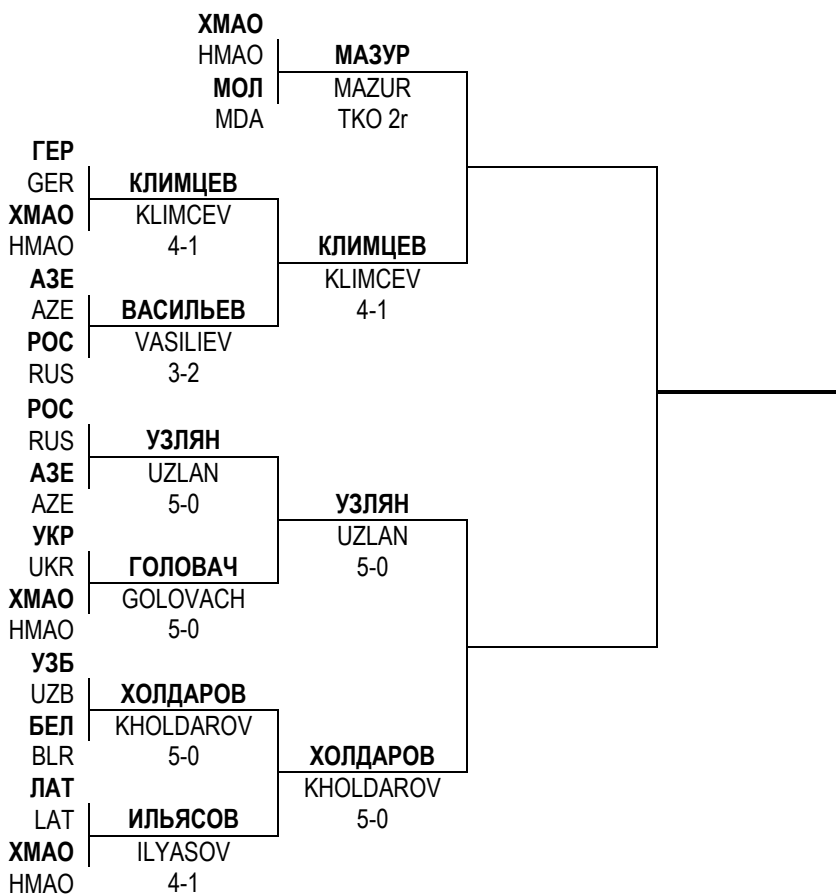 ХМАО
HMAO
МАЗУР
МОЛ
MAZUR
MDA
TKO 2r
ГЕР
GER
КЛИМЦЕВ
ХМАО
KLIMCEV
HMAO
4-1
КЛИМЦЕВ
АЗЕ
KLIMCEV
AZE
ВАСИЛЬЕВ
4-1
РОС
VASILIEV
RUS
3-2
РОС
RUS
УЗЛЯН
АЗЕ
UZLAN
AZE
5-0
УЗЛЯН
УКР
UZLAN
UKR
ГОЛОВАЧ
5-0
ХМАО
GOLOVACH
HMAO
5-0
УЗБ
UZB
ХОЛДАРОВ
БЕЛ
KHOLDAROV
BLR
5-0
ХОЛДАРОВ
ЛАТ
KHOLDAROV
LAT
ИЛЬЯСОВ
5-0
ХМАО
ILYASOV
HMAO
4-1